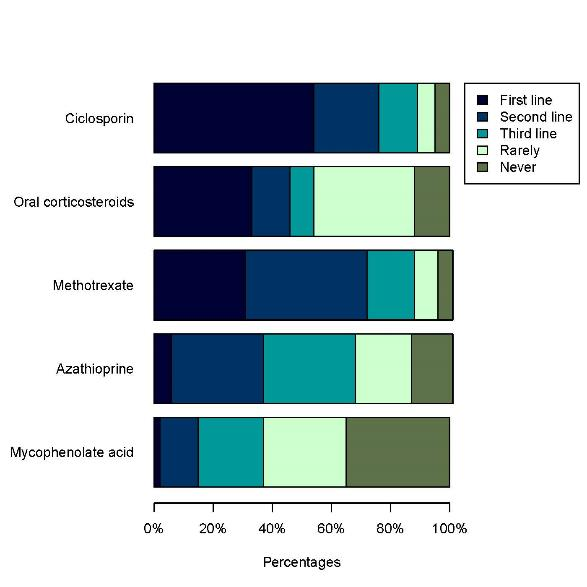 Ciclosporin
Oral corticosteroids
Methotrexate
Azathioprine
Mycophenolate acid
First line
Second line
Third line
Rarely
Never
0% 20% 40% 60% 80% 100%
Percentages